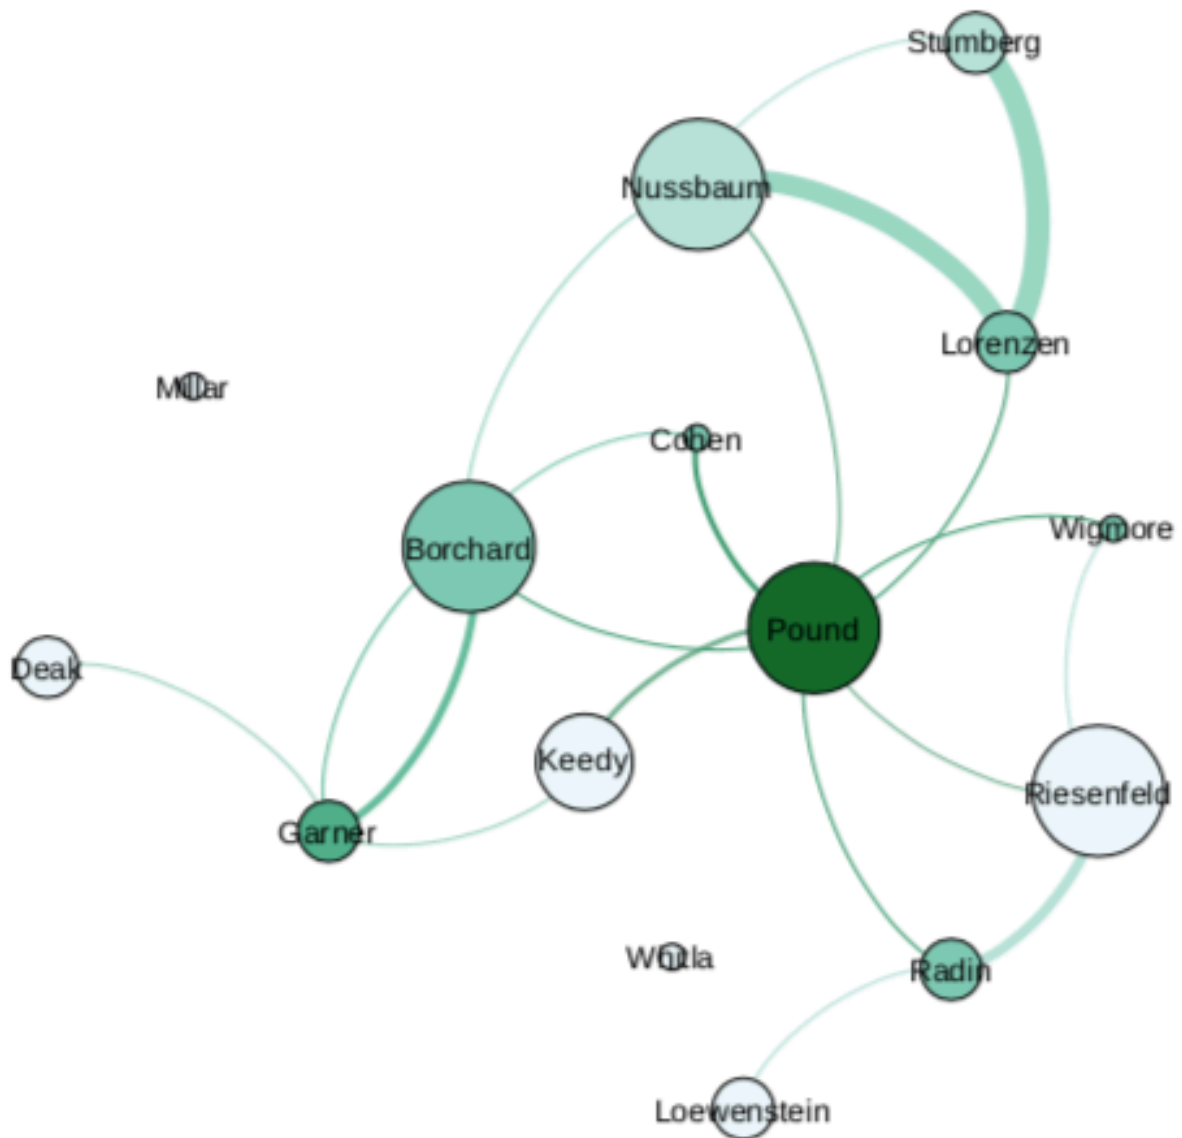 Stumberg
Nussbaum
Lorenzen
Millar
Cohen
Wigmore
Borchard
Pound
Deak
Keedy
Riesenfeld
Garner
Whitla
Radin
Loewenstein